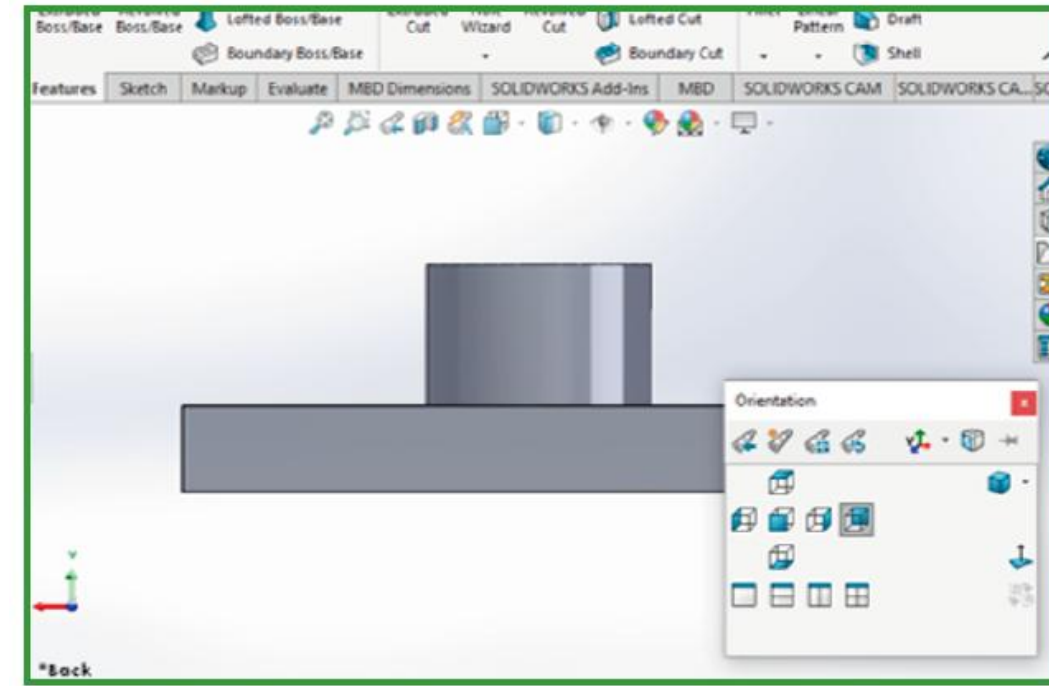 Boss/Base Boss/Base Lofted Boss/Base Cut Wizard Cut Lofted Cut Pattern Draft
Boundary Boss/Base Boundary Cut Shell
Features Sketch Markup Evaluate MBD Dimensions SOLIDWORKS Add-Ins MBD SOLIDWORKS CAM SOLIDWORKS CA...
Orientation
Y
*Back